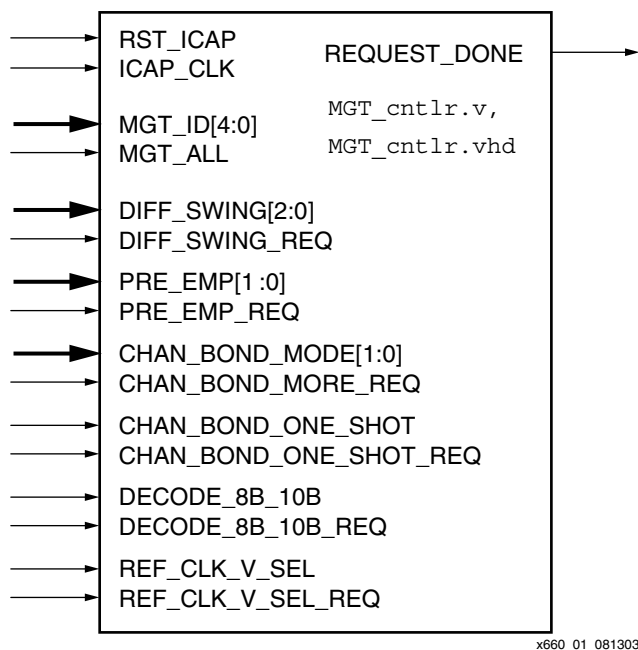 RST_ICAP
ICAP_CLK
REQUEST_DONE
MGT_ID[4:0]
MGT_ALL
MGT_cntlr.v,
MGT_cntlr.vhd
DIFF_SWING[2:0]
DIFF_SWING_REQ
PRE_EMP[1:0]
PRE_EMP_REQ
CHAN_BOND_MODE[1:0]
CHAN_BOND_MORE_REQ
CHAN_BOND_ONE_SHOT
CHAN_BOND_ONE_SHOT_REQ
DECODE_8B_10B
DECODE_8B_10B_REQ
REF_CLK_V_SEL
REF_CLK_V_SEL_REQ
x660_01_081303